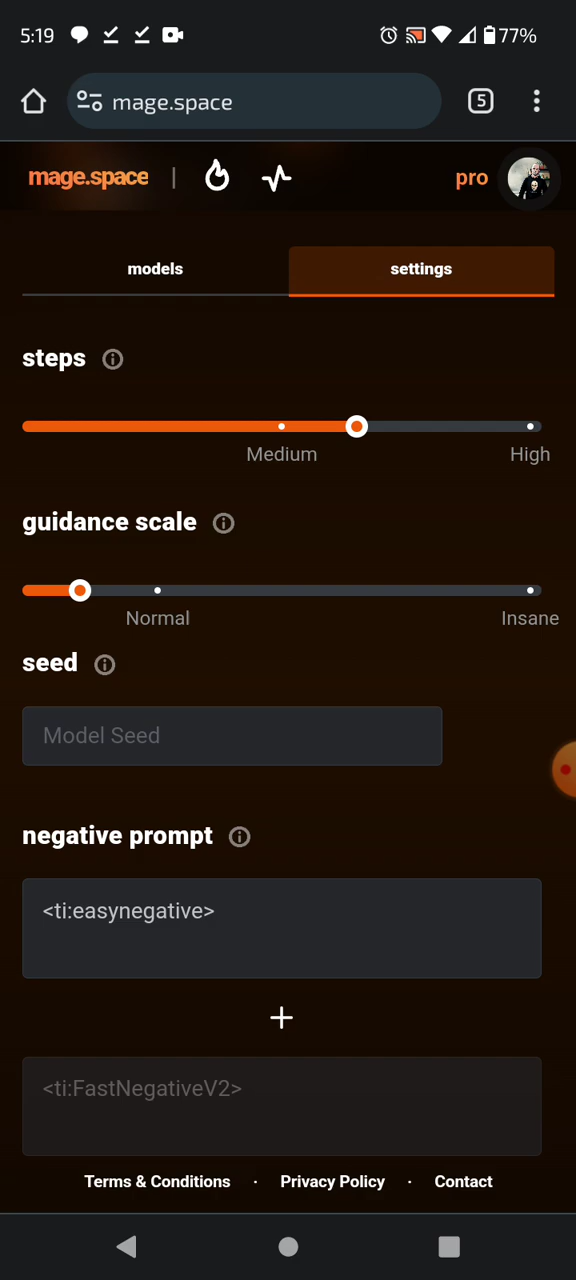 5:19
77%
mage.space
5
mage.space | pro
models settings
steps
Medium High
guidance scale
Normal Insane
seed
Model Seed
negative prompt
<ti:easynegative>
+
<ti:FastNegativeV2>
Terms & Conditions · Privacy Policy · Contact